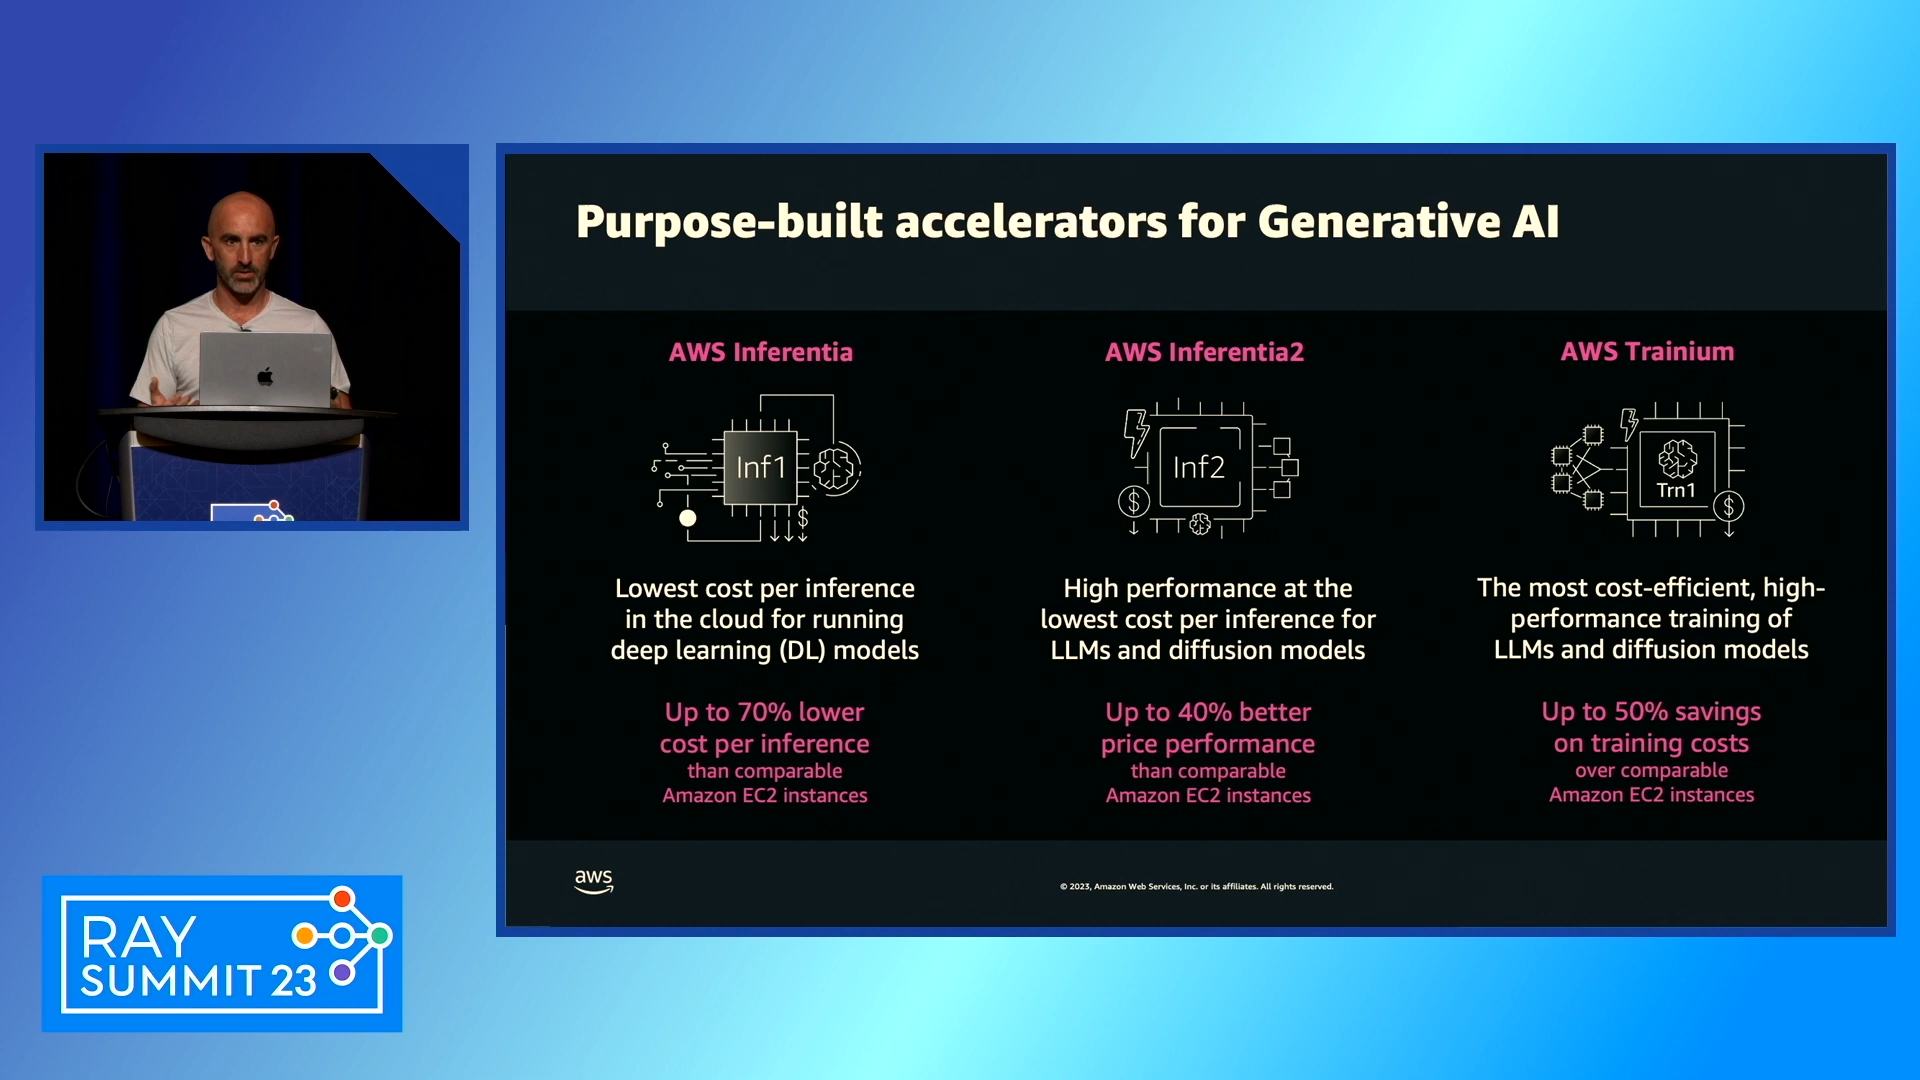 Purpose-built accelerators for Generative AI
AWS Inferentia
Inf1
Lowest cost per inference
in the cloud for running
deep learning (DL) models
Up to 70% lower
cost per inference
than comparable
Amazon EC2 instances
AWS Inferentia2
Inf2
$
High performance at the
lowest cost per inference for
LLMs and diffusion models
Up to 40% better
price performance
than comparable
Amazon EC2 instances
AWS Trainium
Trn1
$
The most cost-efficient, high-
performance training of
LLMs and diffusion models
Up to 50% savings
on training costs
over comparable
Amazon EC2 instances
aws
© 2023, Amazon Web Services, Inc. or its affiliates. All rights reserved.
RAY
SUMMIT 23